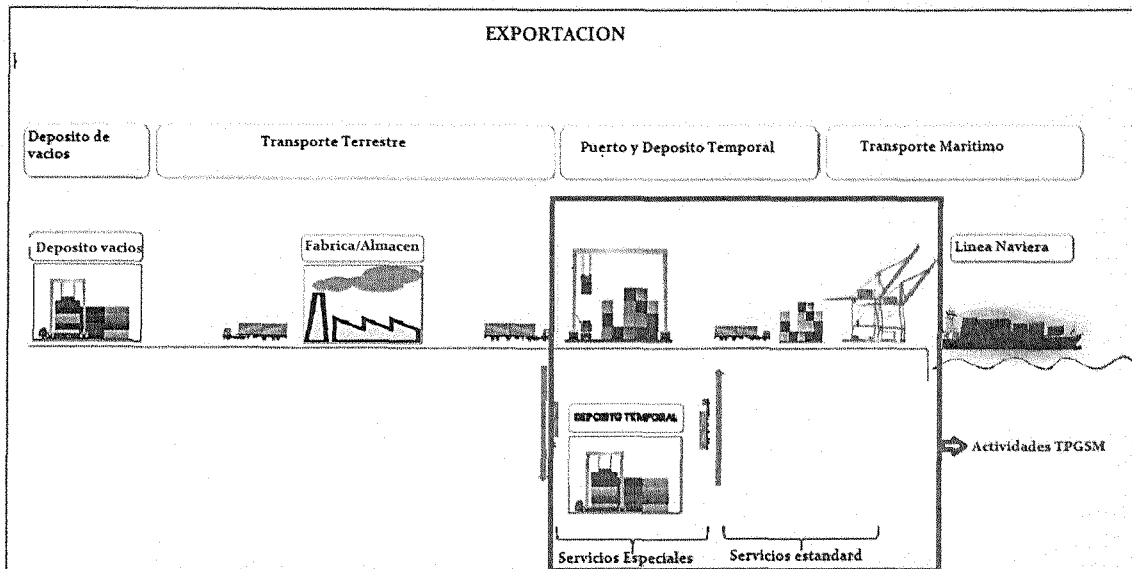 EXPORTACION
Deposito de
vacios
Transporte Terrestre
Puerto y Deposito Temporal
Transporte Maritimo
Deposito vacios
Fabrica/Almacen
Linea Naviera
DEPOSITO TEMPORAL
Actividades TPGSM
Servicios Especiales
Servicios estandard